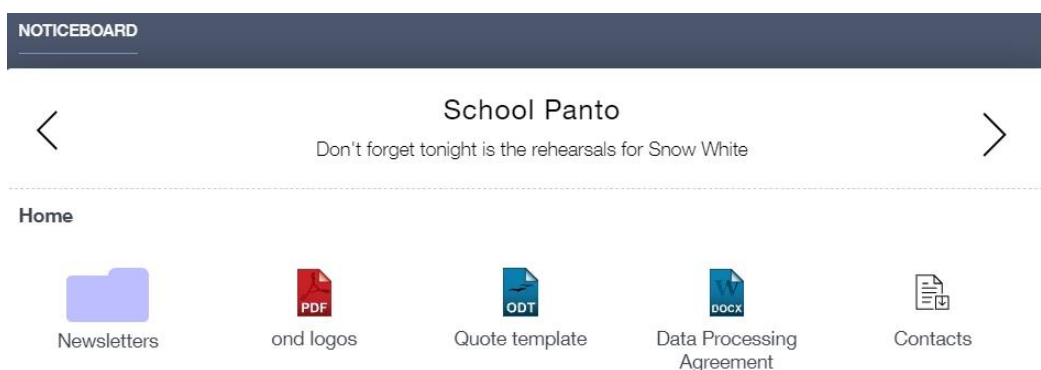 NOTICEBOARD
School Panto
Don't forget tonight is the rehearsals for Snow White
Home
PDF
ODT
W
DOCX
Newsletters
ond logos
Quote template
Data Processing
Agreement
Contacts